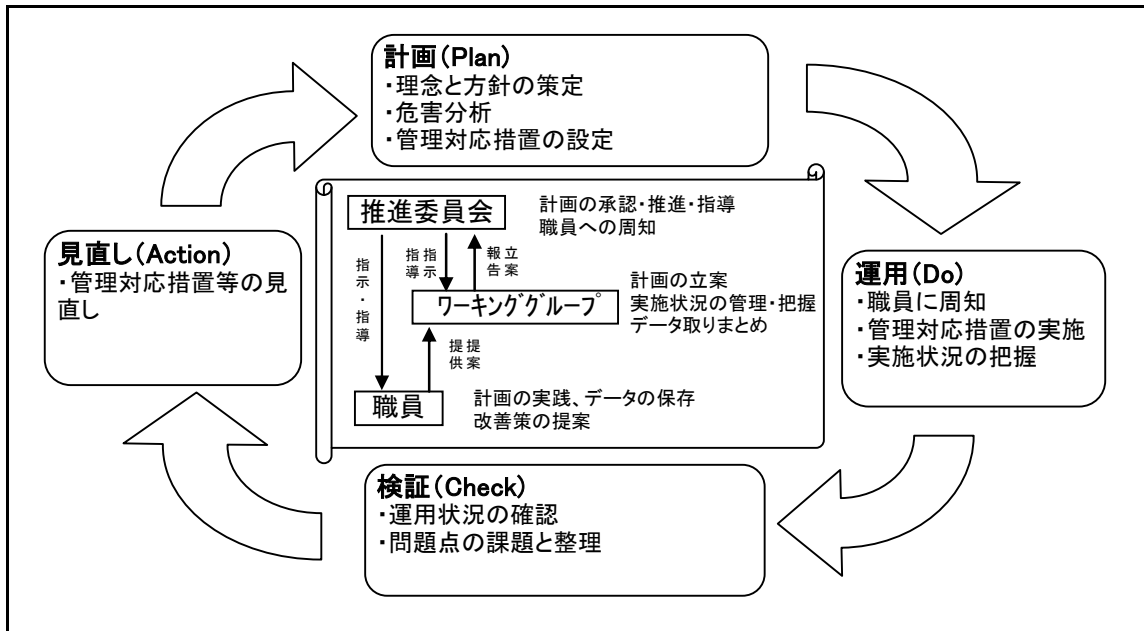 計画(Plan)
・理念と方針の策定
・危害分析
・管理対応措置の設定
推進委員会
計画の承認・推進・指導
職員への周知
指示・指導
指示
指導
立案
報告
ワーキンググループ
計画の立案
実施状況の管理・把握
データ取りまとめ
提案
提供
職員
計画の実践、データの保存
改善策の提案
運用(Do)
・職員に周知
・管理対応措置の実施
・実施状況の把握
検証(Check)
・運用状況の確認
・問題点の課題と整理
見直し(Action)
・管理対応措置等の見
直し